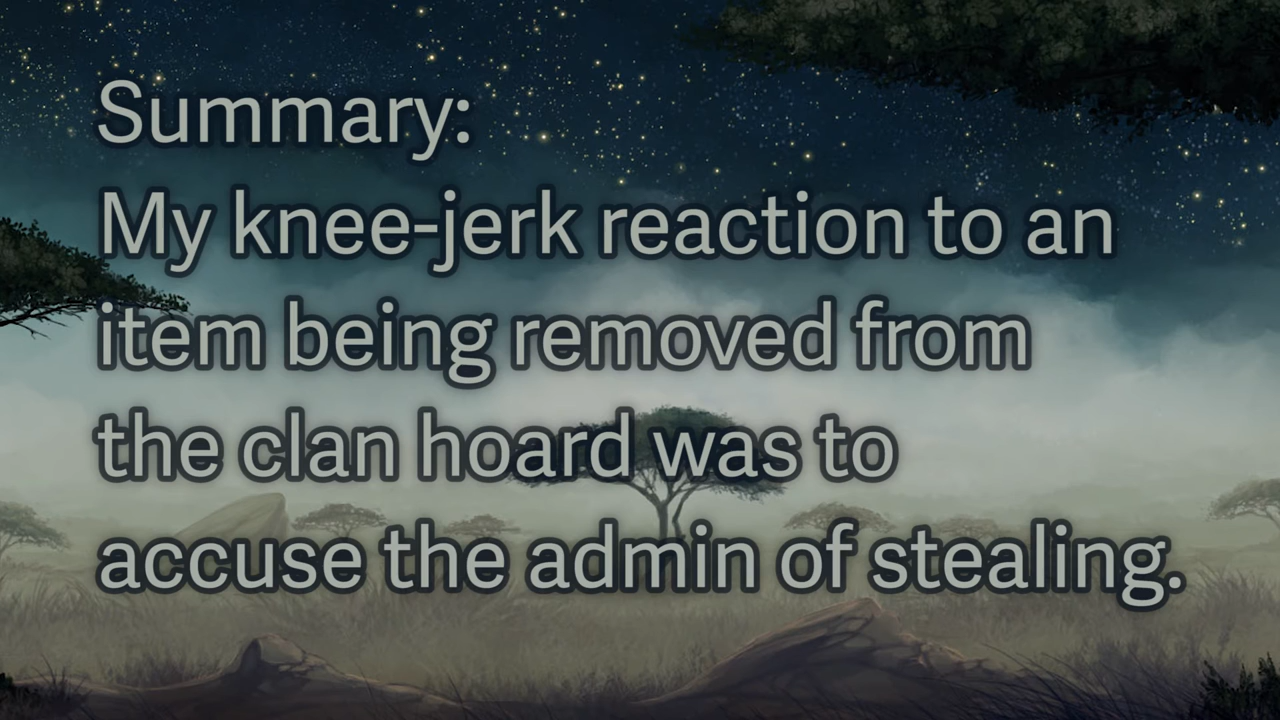 Summary:
My knee-jerk reaction to an
item being removed from
the clan hoard was to
accuse the admin of stealing.